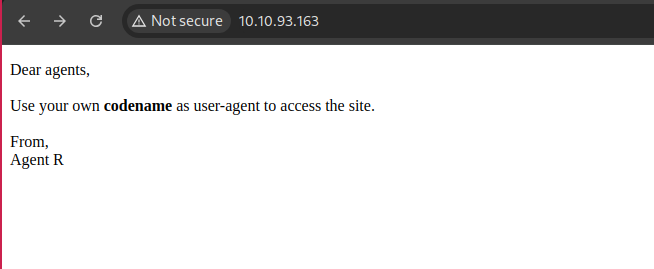 Not secure 10.10.93.163
Dear agents,
Use your own codename as user-agent to access the site.
From,
Agent R